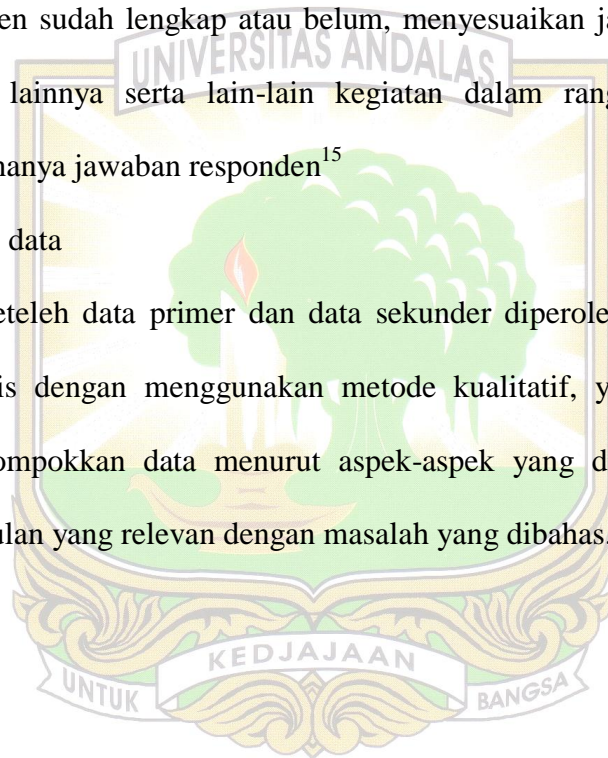 en sudah lengkap atau belum, menyesuaikan ja
UNIVERSITAS ANDALAS
lainnya serta lain-lain kegiatan dalam rang
nanya jawaban responden15
data
eteleh data primer dan data sekunder diperole
is dengan menggunakan metode kualitatif, y
ompokkan data menurut aspek-aspek yang d
ulan yang relevan dengan masalah yang dibahas.
KEDJAJAAN
UNTUK
BANGSA